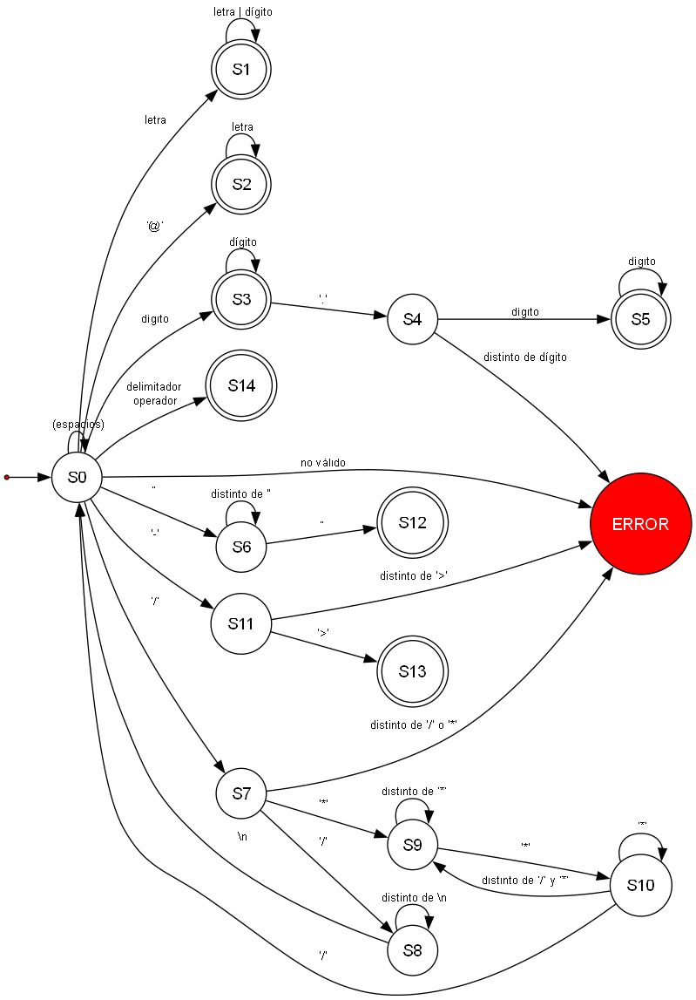 letra | dígito
S1
letra
letra
S2
'@'
dígito
S3
digito
'.'
S4
digito
digito
S5
distinto de dígito
delimitador
operador
S14
(espacios)
S0
no válido
ERROR
"
distinto de "
S6
"
S12
'-'
S11
distinto de '>'
'>'
S13
'/'
distinto de '/' o '*'
S7
'*'
distinto de '*'
S9
'*'
'*'
S10
distinto de '/' y '*'
\n
'/'
distinto de \n
S8
'/'